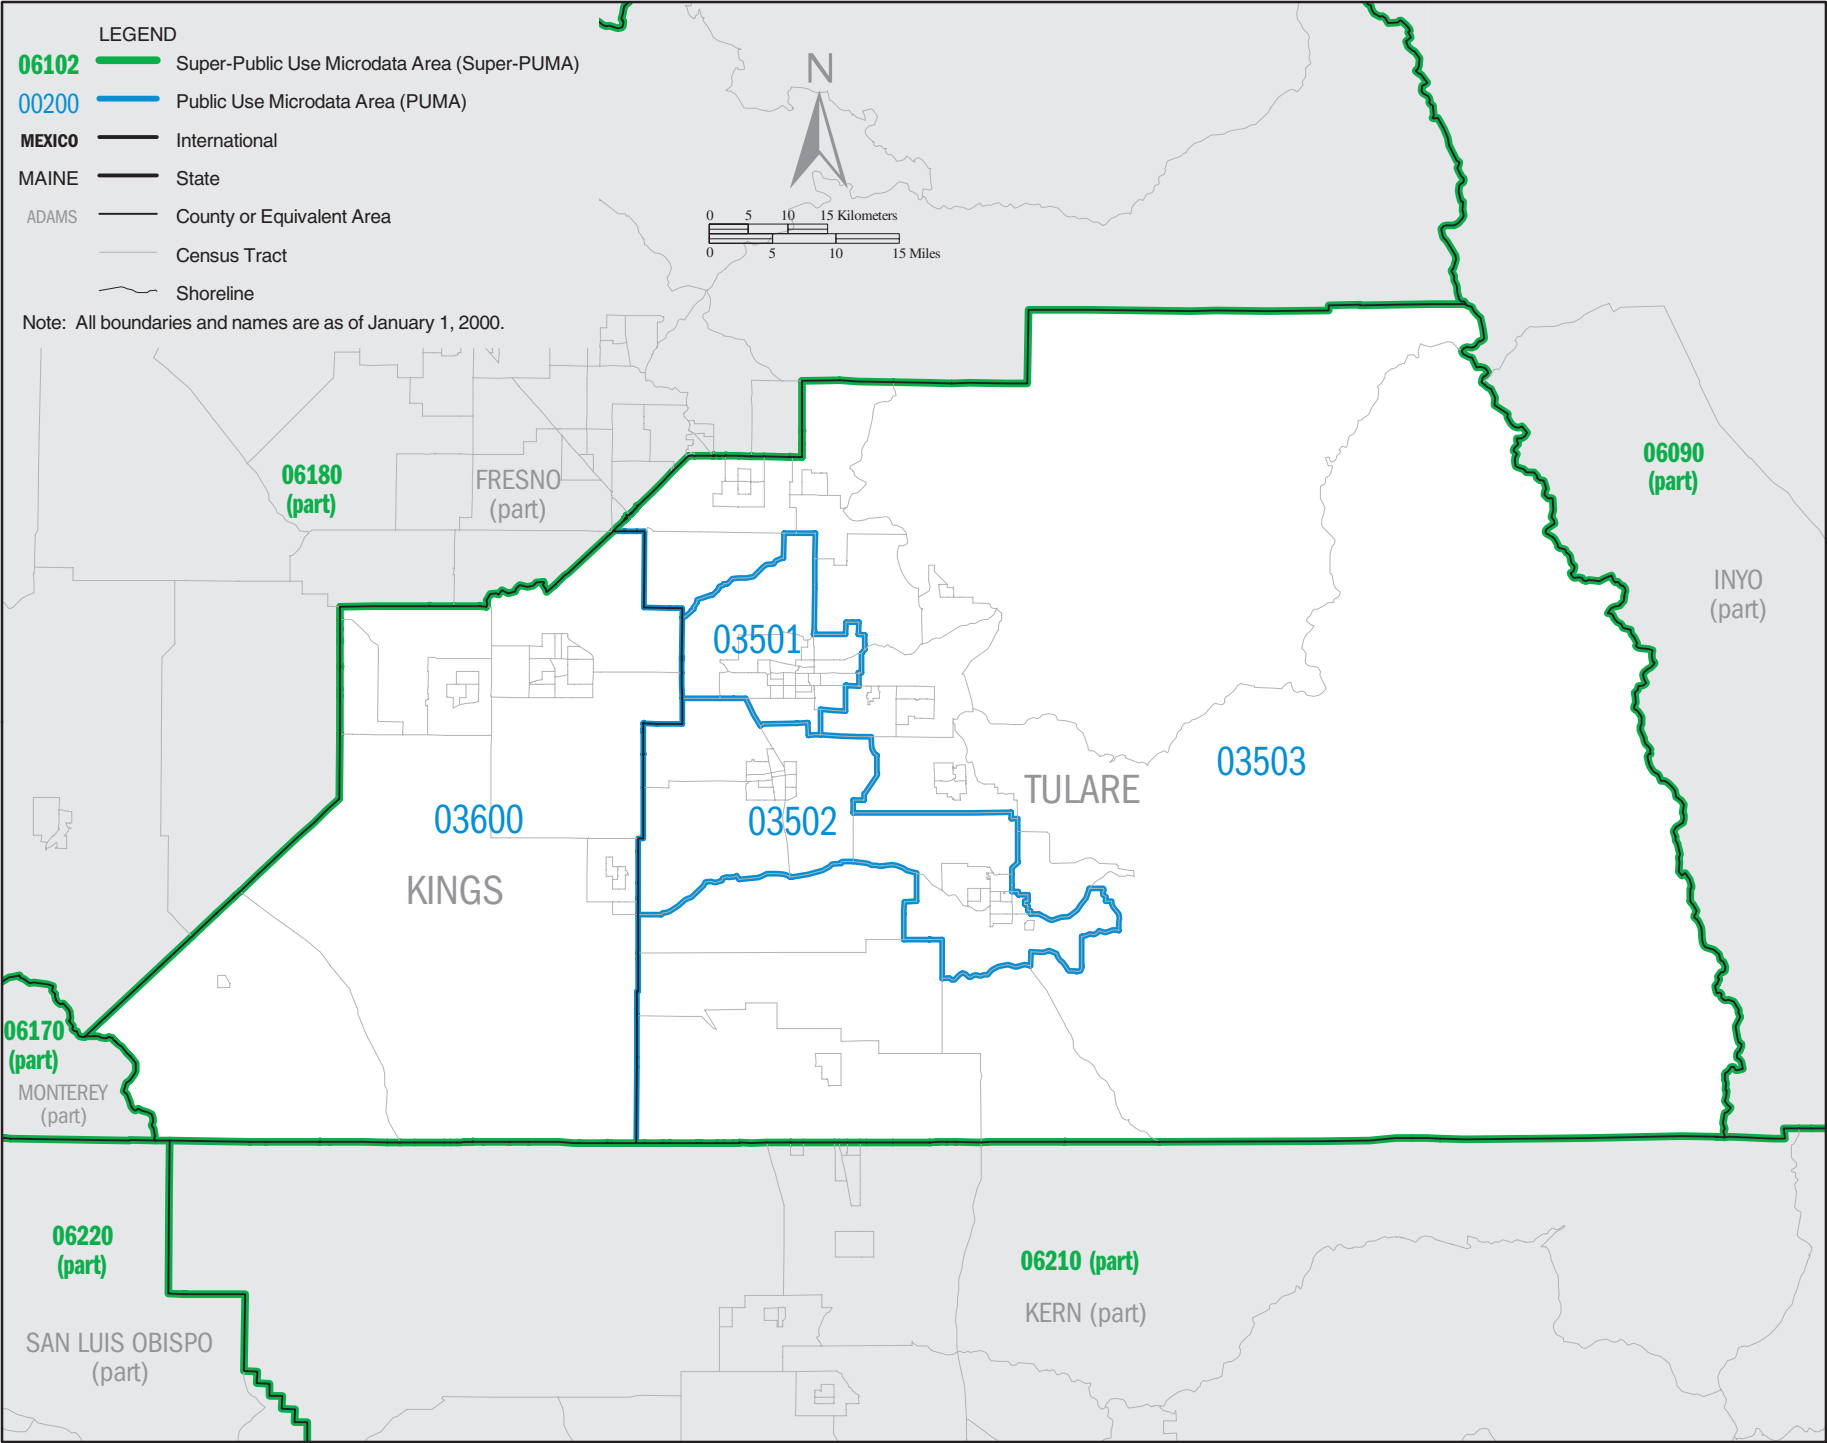 LEGEND
06102 Super-Public Use Microdata Area (Super-PUMA)
00200 Public Use Microdata Area (PUMA)
MEXICO International
MAINE State
ADAMS County or Equivalent Area
Census Tract
Shoreline
Note: All boundaries and names are as of January 1, 2000.
N
0 5 10 15 Kilometers
0 5 10 15 Miles
06180
(part)
FRESNO
(part)
06090
(part)
INYO
(part)
03501
03503
TULARE
03600
03502
KINGS
06170
(part)
MONTEREY
(part)
06220
(part)
06210 (part)
KERN (part)
SAN LUIS OBISPO
(part)